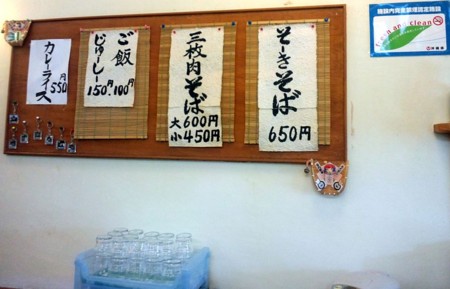 そーきそば
650円
三枚肉そば
大600円
小450円
ご飯
100円
じゅーしー
150円
カレーライス
550円
clean an clean